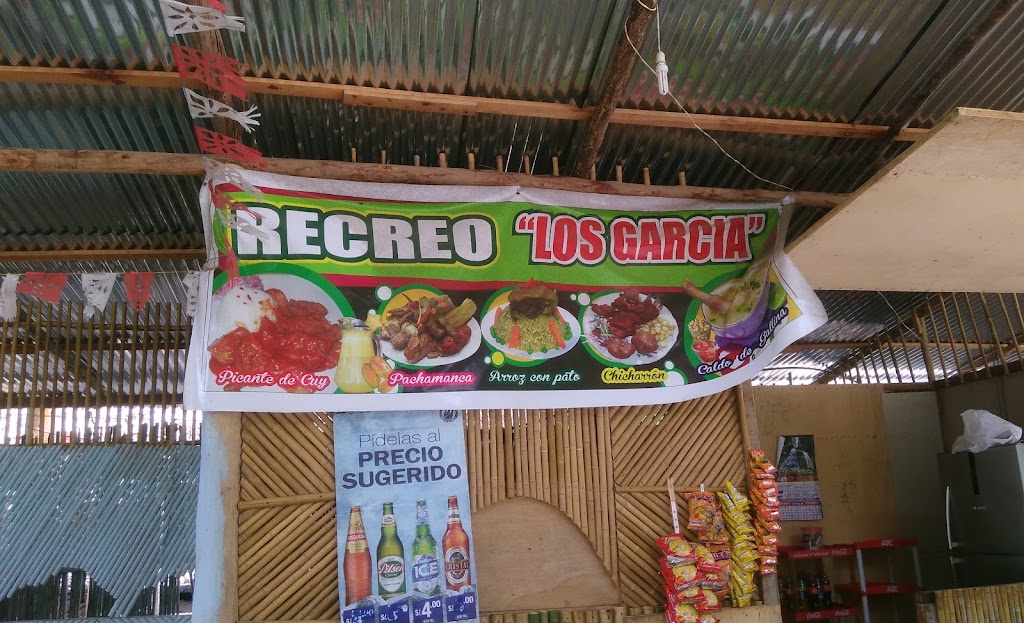 RECREO "LOS GARCIA"
Picante de Cuy
Pachamanca
Arroz con pato
Chicharrón
Caldo de Gallina
Pídelas al
PRECIO
SUGERIDO
Pilsen
ICE
CRISTAL
S/4.00